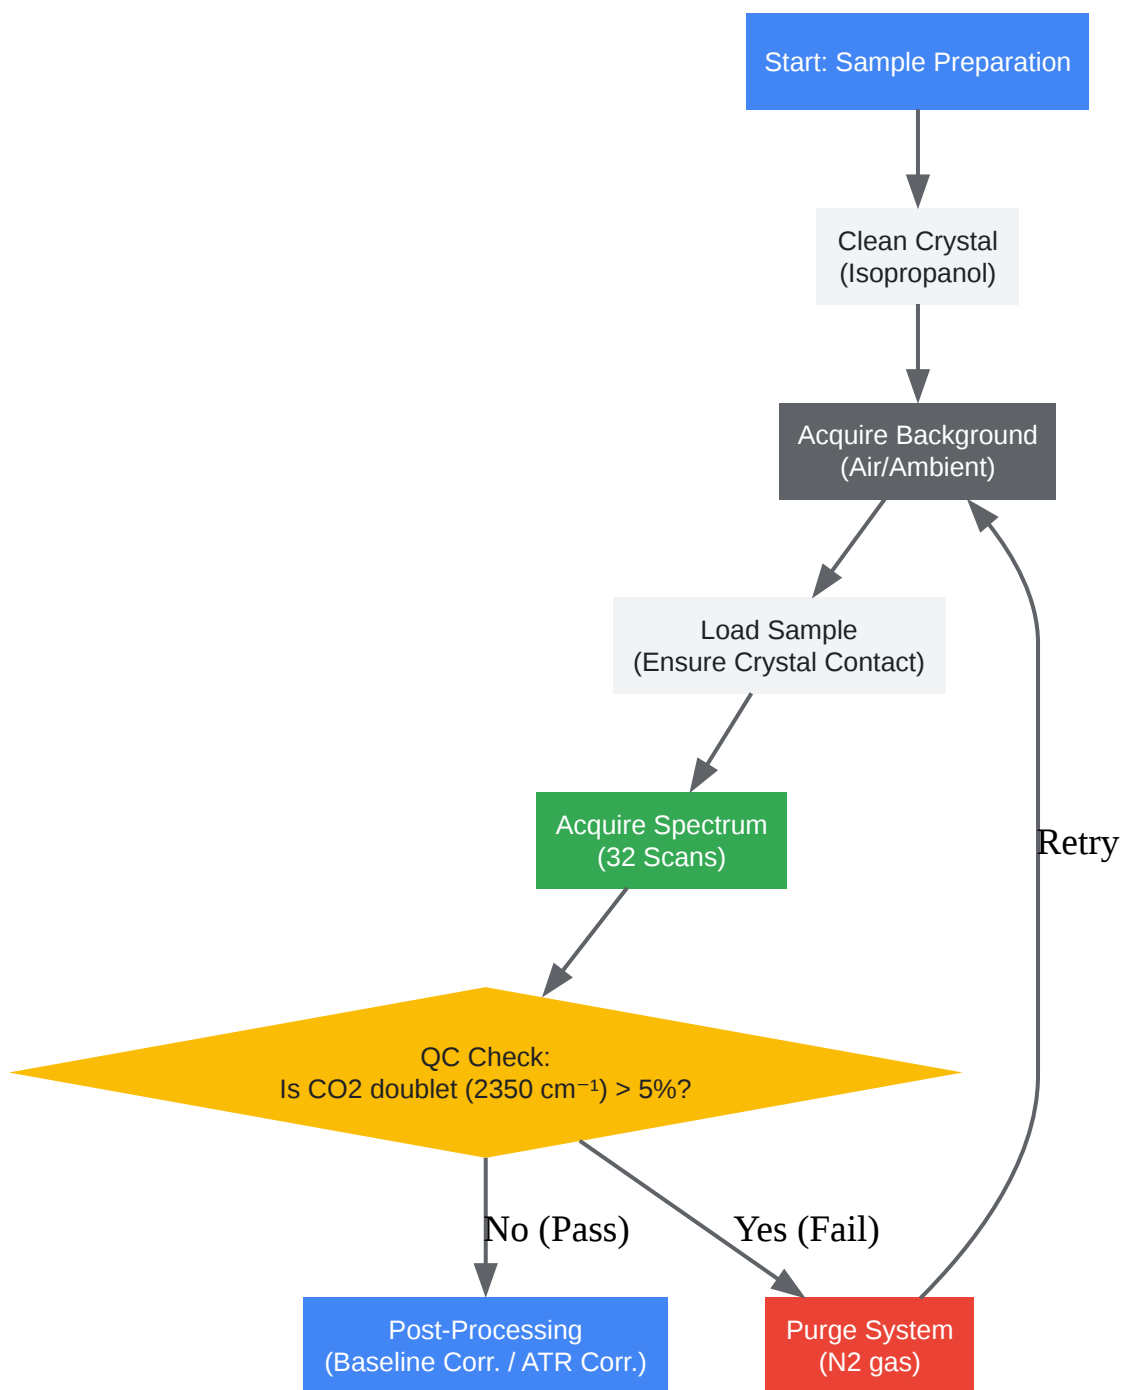 Start: Sample Preparation
Clean Crystal
(Isopropanol)
Acquire Background
(Air/Ambient)
Load Sample
(Ensure Crystal Contact)
Acquire Spectrum
(32 Scans)
Retry
QC Check:
Is CO2 doublet (2350 cm⁻¹) > 5%?
No (Pass)
Yes (Fail)
Post-Processing
(Baseline Corr. / ATR Corr.)
Purge System
(N2 gas)